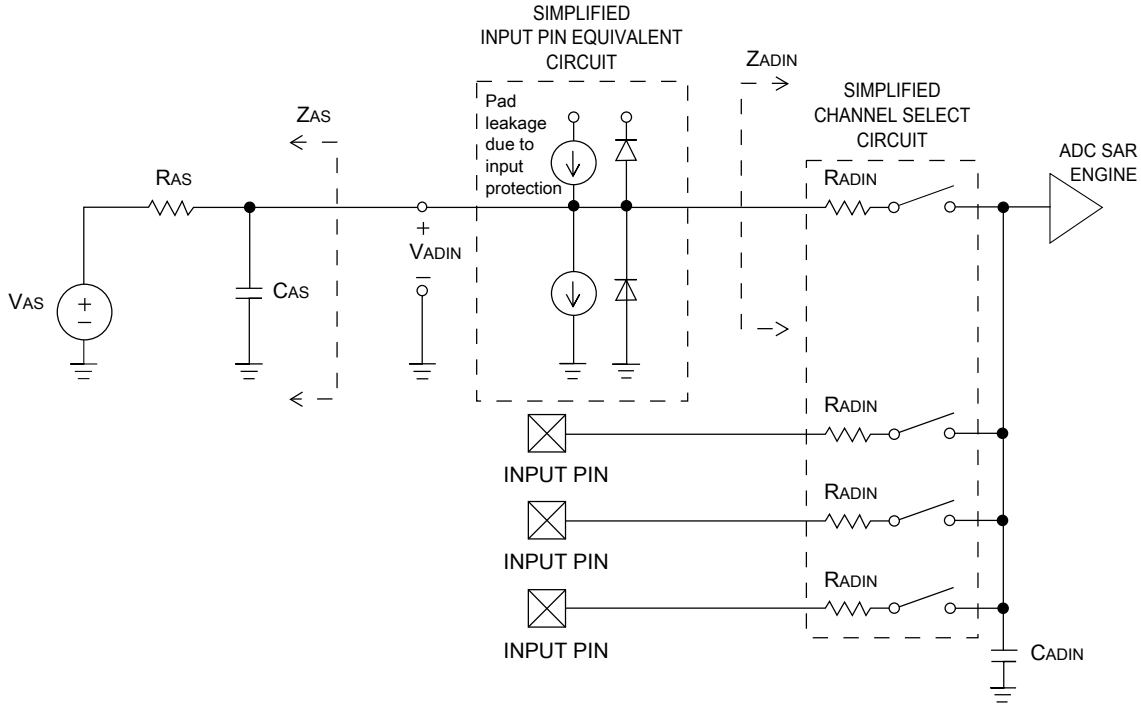 SIMPLIFIED
INPUT PIN EQUIVALENT
CIRCUIT
ZADIN
SIMPLIFIED
CHANNEL SELECT
CIRCUIT
Pad
leakage
due to
input
protection
ZAS
ADC SAR
ENGINE
RAS
RADIN
+
VADIN
–
CAS
VAS
+
–
RADIN
INPUT PIN
RADIN
INPUT PIN
RADIN
INPUT PIN
CADIN